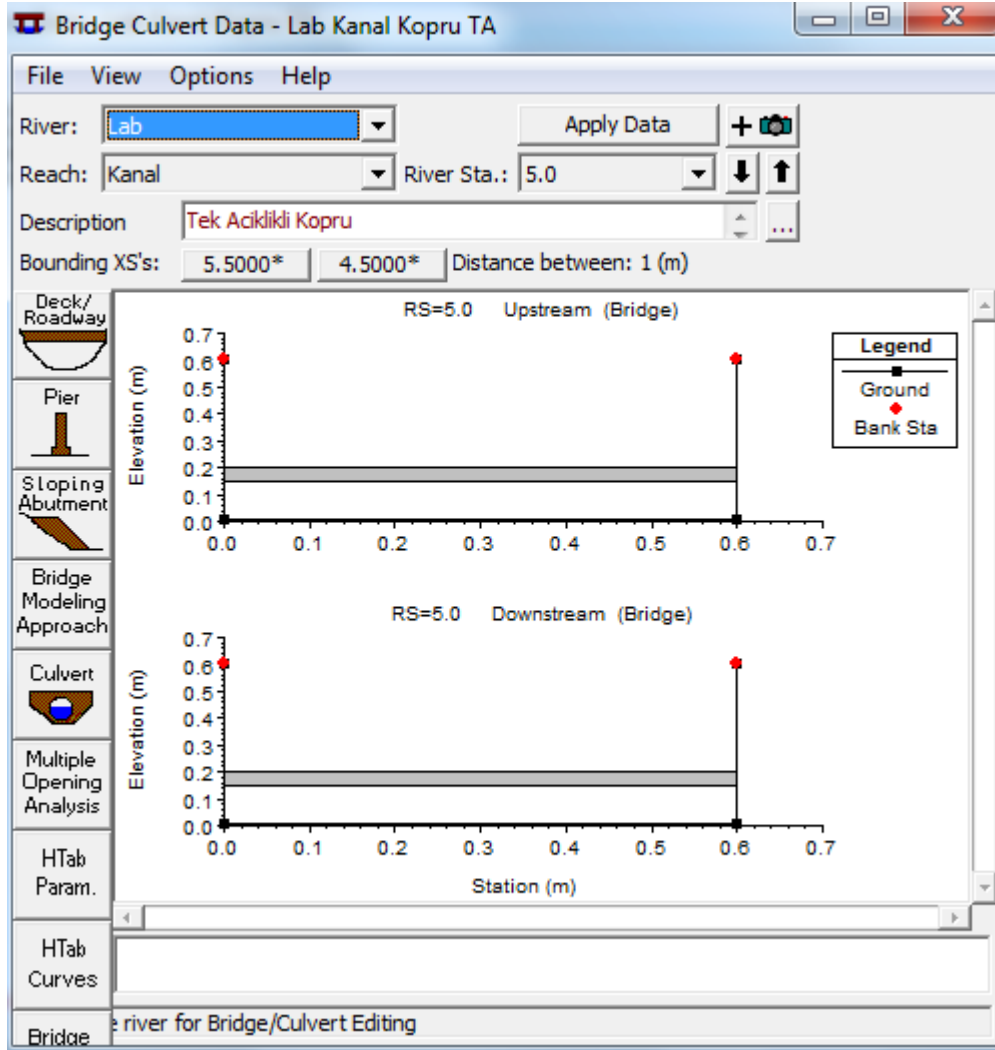 Bridge Culvert Data - Lab Kanal Kopru TA
File View Options Help
River: Lab Apply Data +
Reach: Kanal River Sta.: 5.0
Description Tek Aciklikli Kopru ...
Bounding XS's: 5.5000* 4.5000* Distance between: 1 (m)
Deck/
Roadway
Pier
Sloping
Abutment
Bridge
Modeling
Approach
Culvert
Multiple
Opening
Analysis
HTab
Param.
HTab
Curves
Bridge
RS=5.0 Upstream (Bridge)
0.7
0.6
0.5
0.4
0.3
0.2
0.1
0.0
Elevation (m)
0.0 0.1 0.2 0.3 0.4 0.5 0.6 0.7
Legend
Ground
Bank Sta
RS=5.0 Downstream (Bridge)
0.7
0.6
0.5
0.4
0.3
0.2
0.1
0.0
Elevation (m)
0.0 0.1 0.2 0.3 0.4 0.5 0.6 0.7
Station (m)
river for Bridge/Culvert Editing